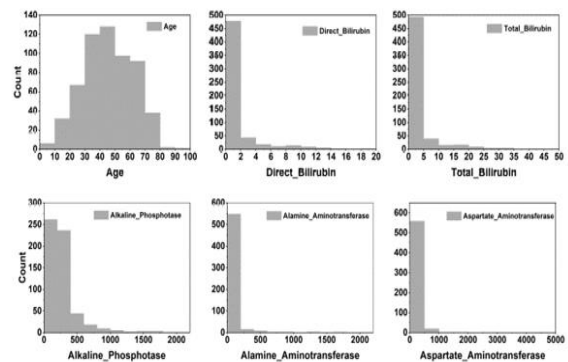 140
120
100
80
60
40
20
0
Count
Age
0 10 20 30 40 50 60 70 80 90 100
Age
500
450
400
350
300
250
200
150
100
50
0
Direct_Bilirubin
0 2 4 6 8 10 12 14 16 18 20
Direct_Bilirubin
500
450
400
350
300
250
200
150
100
50
0
Total_Bilirubin
0 5 10 15 20 25 30 35 40 45 50
Total_Bilirubin
300
250
200
150
100
50
0
Count
Alkaline_Phosphotase
0 500 1000 1500 2000
Alkaline_Phosphotase
600
500
400
300
200
100
0
Alamine_Aminotransferase
0 500 1000 1500 2000
Alamine_Aminotransferase
600
500
400
300
200
100
0
Aspartate_Aminotransferase
0 1000 2000 3000 4000 5000
Aspartate_Aminotransferase